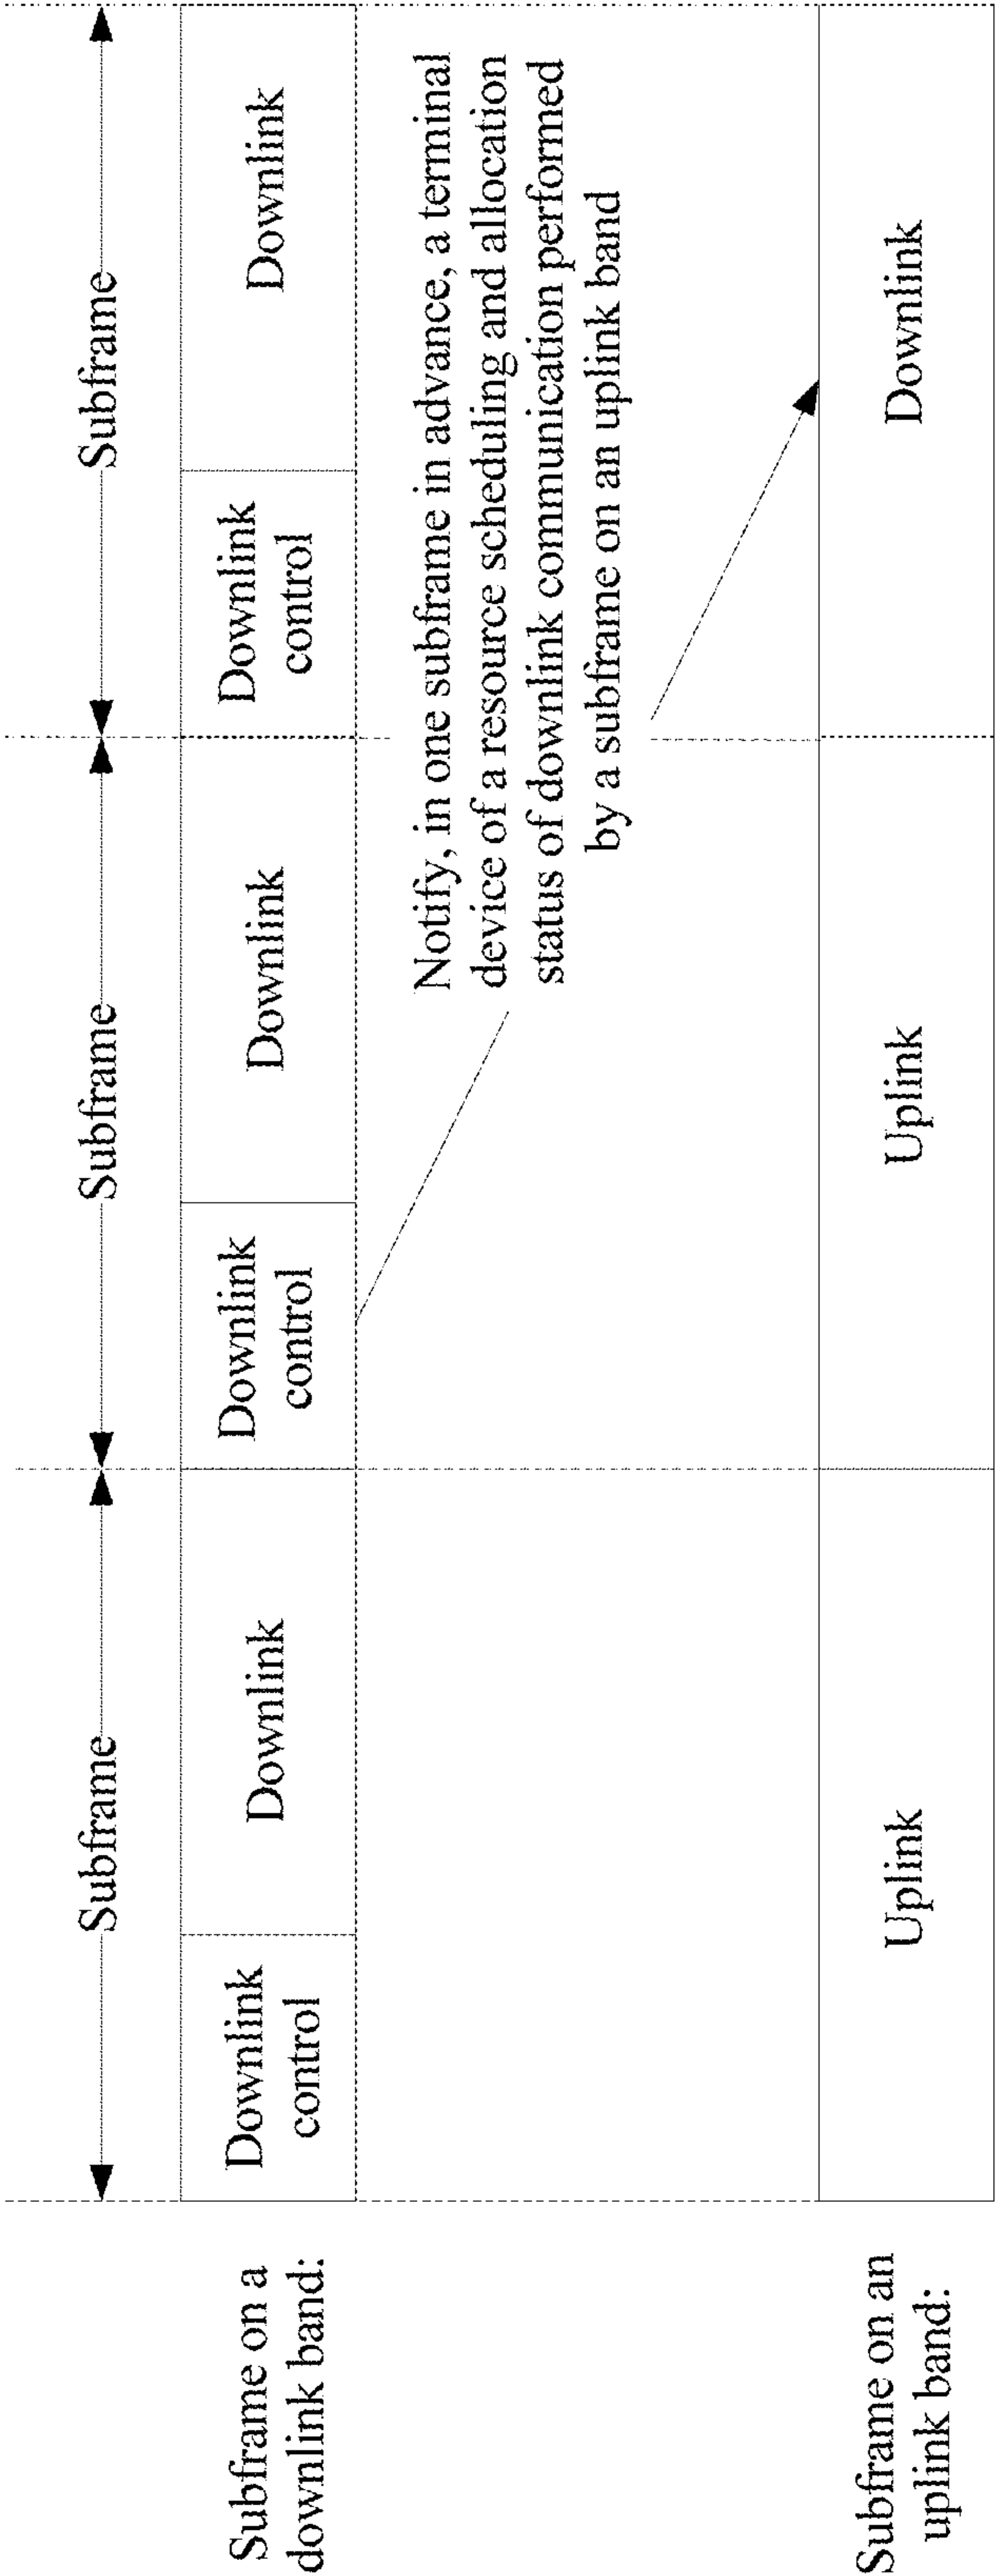 Subframe
Subframe
Subframe
Subframe on a
downlink band:
Downlink
control
Downlink
Downlink
control
Downlink
Downlink
control
Downlink
Notify, in one subframe in advance, a terminal
device of a resource scheduling and allocation
status of downlink communication performed
by a subframe on an uplink band
Subframe on an
uplink band:
Uplink
Uplink
Downlink